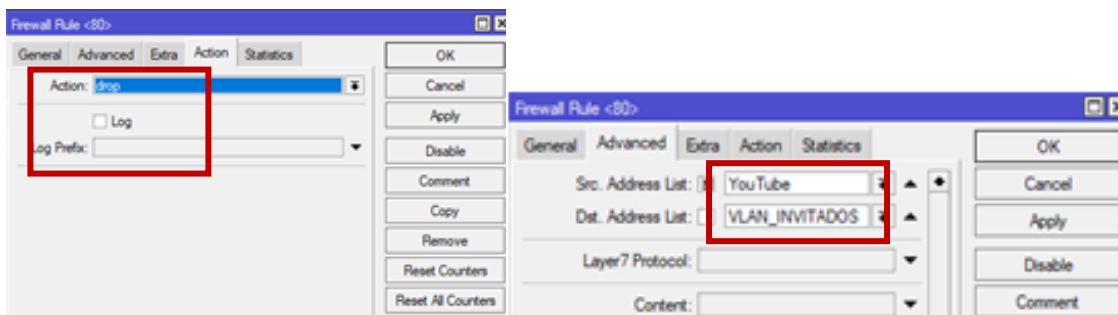 Firewall Rule <80>
General Advanced Extra Action Statistics
Action: drop
Log
Log Prefix:
OK
Cancel
Apply
Disable
Comment
Copy
Remove
Reset Counters
Reset All Counters
Firewall Rule <80>
General Advanced Extra Action Statistics
Src. Address List: YouTube
Dst. Address List: VLAN_INVITADOS
Layer7 Protocol:
Content:
OK
Cancel
Apply
Disable
Comment